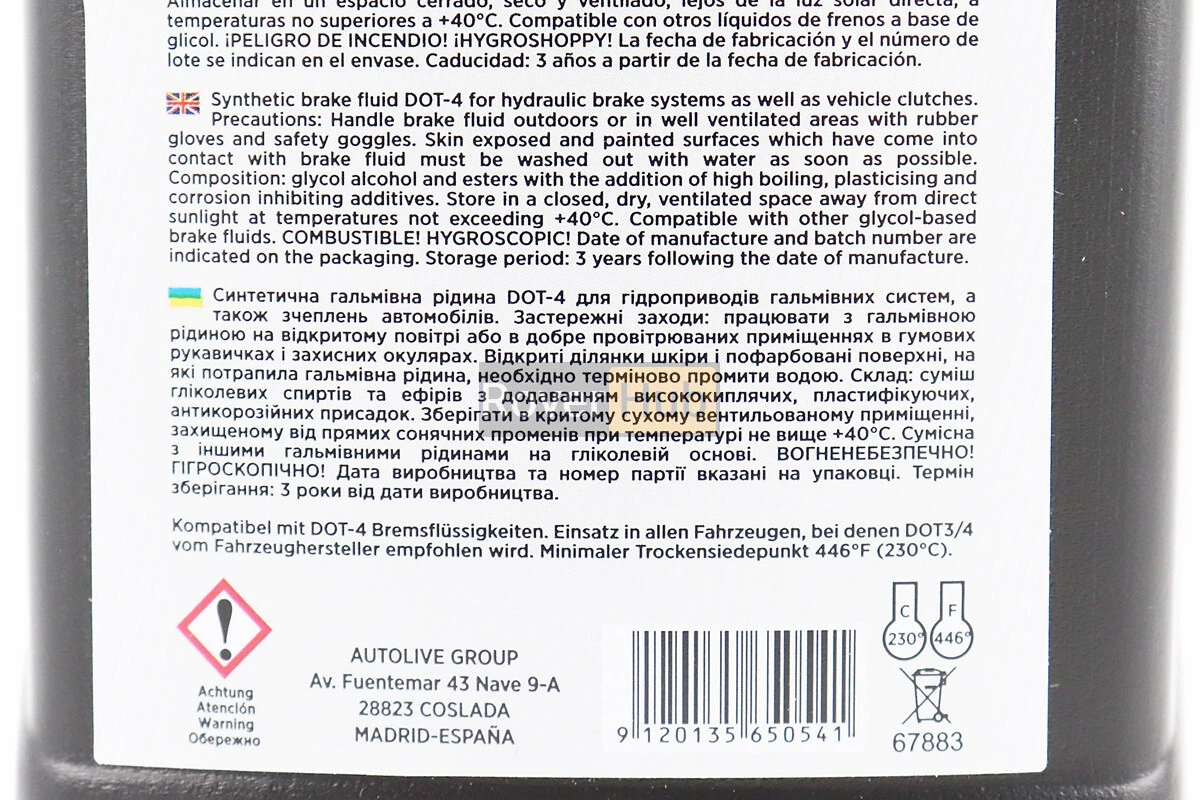 Almacenar en un espacio cerrado, seco y ventilado, lejos de la luz solar directa, a
temperaturas no superiores a +40°C. Compatible con otros líquidos de frenos a base de
glicol. ¡PELIGRO DE INCENDIO! ¡HYGROSHOPPY! La fecha de fabricación y el número de
lote se indican en el envase. Caducidad: 3 años a partir de la fecha de fabricación.
Synthetic brake fluid DOT-4 for hydraulic brake systems as well as vehicle clutches.
Precautions: Handle brake fluid outdoors or in well ventilated areas with rubber
gloves and safety goggles. Skin exposed and painted surfaces which have come into
contact with brake fluid must be washed out with water as soon as possible.
Composition: glycol alcohol and esters with the addition of high boiling, plasticising and
corrosion inhibiting additives. Store in a closed, dry, ventilated space away from direct
sunlight at temperatures not exceeding +40°C. Compatible with other glycol-based
brake fluids. COMBUSTIBLE! HYGROSCOPIC! Date of manufacture and batch number are
indicated on the packaging. Storage period: 3 years following the date of manufacture.
Синтетична гальмівна рідина DOT-4 для гідроприводів гальмівних систем, а
також зчеплень автомобілів. Застережні заходи: працювати з гальмівною
рідиною на відкритому повітрі або в добре провітрюваних приміщеннях в гумових
рукавичках і захисних окулярах. Відкриті ділянки шкіри і пофарбовані поверхні, на
які потрапила гальмівна рідина, необхідно терміново промити водою. Склад: суміш
гліколевих спиртів та ефірів з додаванням висококиплячих, пластифікуючих,
антикорозійних присадок. Зберігати в критому сухому вентильованому приміщенні,
захищеному від прямих сонячних променів при температурі не вище +40°C. Сумісна
з іншими гальмівними рідинами на гліколевій основі. ВОГНЕНЕБЕЗПЕЧНО!
ГІГРОСКОПІЧНО! Дата виробництва та номер партії вказані на упаковці. Термін
зберігання: 3 роки від дати виробництва.
Rover Hub
Kompatibel mit DOT-4 Bremsflüssigkeiten. Einsatz in allen Fahrzeugen, bei denen DOT3/4
vom Fahrzeughersteller empfohlen wird. Minimaler Trockensiedepunkt 446°F (230°C).
Achtung
Atención
Warning
Обережно
AUTOLIVE GROUP
Av. Fuentemar 43 Nave 9-A
28823 COSLADA
MADRID-ESPAÑA
9 120135 650541
C F
230° 446°
67883